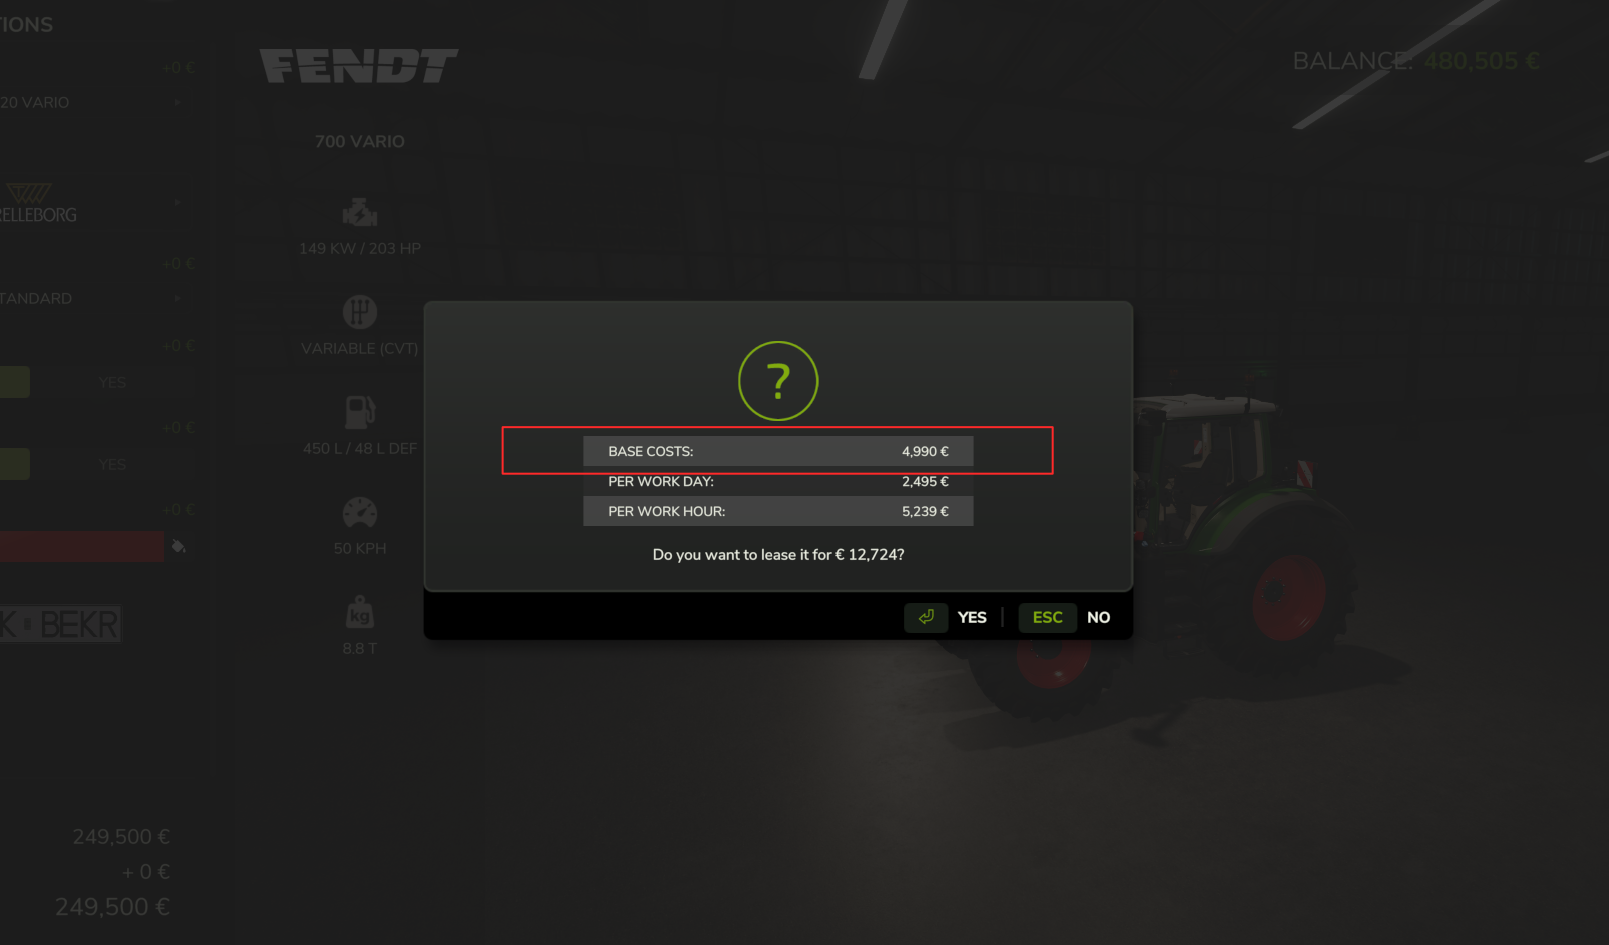 TIONS
FENDT
BALANCE: 480,505 €
+0 €
20 VARIO
700 VARIO
RELLEBORG
149 KW / 203 HP
+0 €
TANDARD
+0 €
VARIABLE (CVT)
YES
+0 €
450 L / 48 L DEF
YES
+0 €
50 KPH
kg
K BEKR
8.8 T
?
BASE COSTS: 4,990 €
PER WORK DAY: 2,495 €
PER WORK HOUR: 5,239 €
Do you want to lease it for € 12,724?
YES | ESC NO
249,500 €
+ 0 €
249,500 €